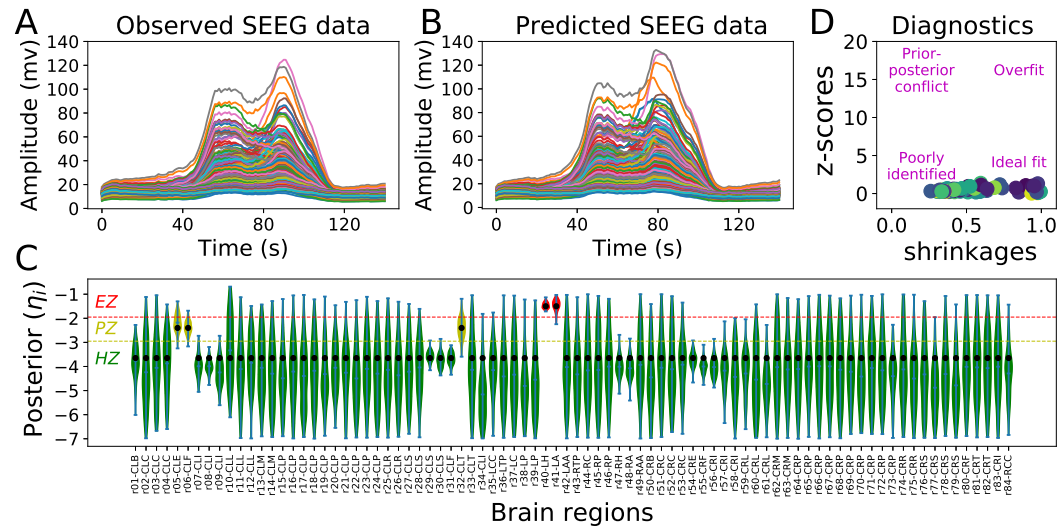 A
Observed SEEG data
Amplitude (mv)
140
120
100
80
60
40
20
0
0
40
80
120
Time (s)
B
Predicted SEEG data
Amplitude (mv)
140
120
100
80
60
40
20
0
0
40
80
120
Time (s)
D
Diagnostics
z-scores
20
15
5
0
Prior-
posterior
conflict
Overfit
Poorly
identified
Ideal fit
0.0
0.5
1.0
shrinkages
C
Posterior (ηi)
−1
−2
−3
−4
−5
−6
−7
EZ
PZ
HZ
r01-CLB
r02-CLC
r03-CLC
r04-CLC
r05-CLE
r06-CLF
r07-CLI
r08-CLI
r09-CLI
r10-CLL
r11-CLL
r12-CLL
r13-CLM
r14-CLM
r15-CLP
r16-CLP
r17-CLP
r18-CLP
r19-CLP
r20-CLP
r21-CLP
r22-CLP
r23-CLP
r24-CLP
r25-CLR
r26-CLR
r27-CLS
r28-CLS
r29-CLS
r30-CLS
r31-CLF
r32-CLT
r33-CLT
r34-CLI
r35-LCC
r36-LTP
r37-LC
r38-LP
r39-LP
r40-LH
r41-LA
r42-LAA
r43-RTP
r44-RC
r45-RP
r46-RP
r47-RH
r48-RA
r49-RAA
r50-CRB
r51-CRC
r52-CRC
r53-CRC
r54-CRE
r55-CRF
r56-CRI
r57-CRI
r58-CRI
r59-CRL
r60-CRL
r61-CRL
r62-CRM
r63-CRM
r64-CRP
r65-CRP
r66-CRP
r67-CRP
r68-CRP
r69-CRP
r70-CRP
r71-CRP
r72-CRP
r73-CRP
r74-CRR
r75-CRR
r76-CRS
r77-CRS
r78-CRS
r79-CRS
r80-CRF
r81-CRT
r82-CRT
r83-CRI
r84-RCC
Brain regions